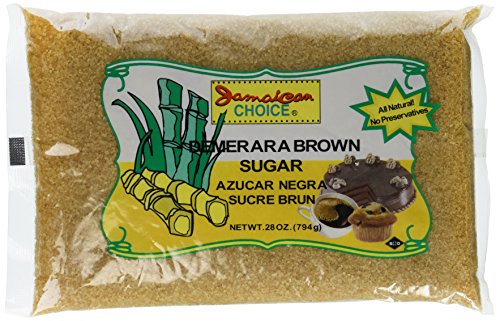 Jamaican
CHOICE®
All Natural!
No Preservatives
DEMERARA BROWN
SUGAR
AZUCAR NEGRA
SUCRE BRUN
NET WT. 28 OZ. (794g)